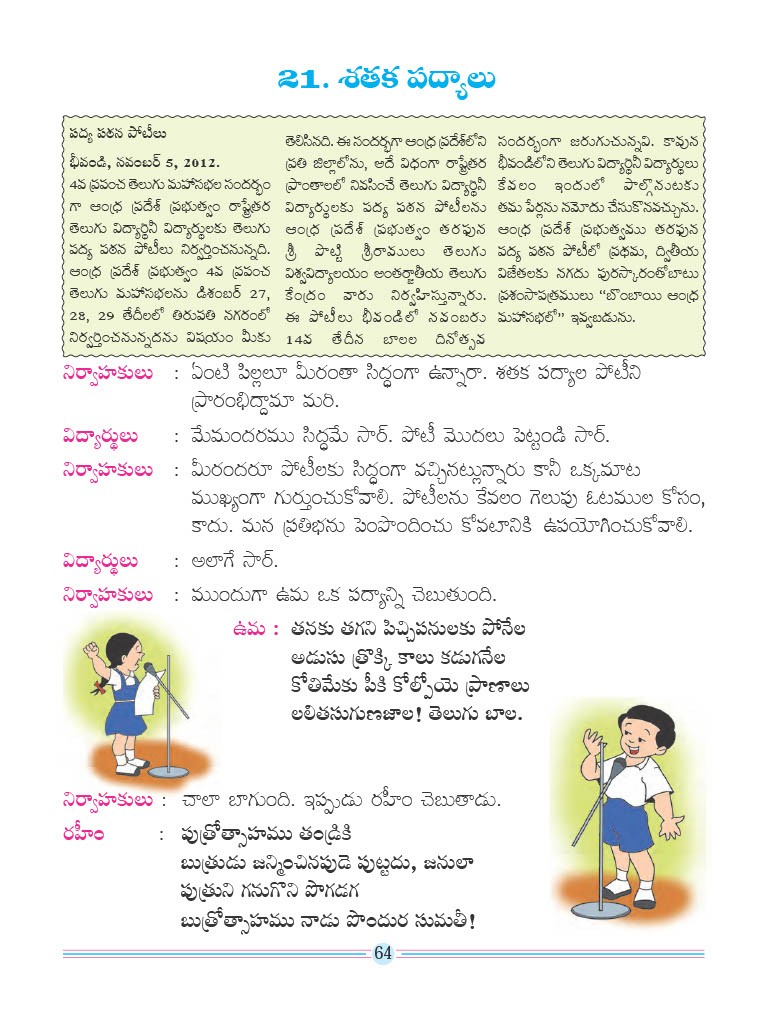 21. శతక పద్యాలు
పద్య పఠన పోటీలు
భీవండి, నవంబర్ 5, 2012.
4వ ప్రపంచ తెలుగు మహాసభల సందర్భం
గా ఆంధ్ర ప్రదేశ్ ప్రభుత్వం రాష్ట్రేతర
తెలుగు విద్యార్థినీ విద్యార్థులకు తెలుగు
పద్య పఠన పోటీలు నిర్వర్తించనున్నది.
ఆంధ్ర ప్రదేశ్ ప్రభుత్వం 4వ ప్రపంచ
తెలుగు మహాసభలను డిశంబర్ 27,
28, 29 తేదీలలో తిరుపతి నగరంలో
నిర్వర్తించనున్నదను విషయం మీకు
తెలిసినది. ఈ సందర్భగా ఆంధ్ర ప్రదేశ్‌లోని
ప్రతి జిల్లాలోను, అదే విధంగా రాష్ట్రేతర
ప్రాంతాలలో నివసించే తెలుగు విద్యార్థినీ
విద్యార్థులకు పద్య పఠన పోటీలను
ఆంధ్ర ప్రదేశ్ ప్రభుత్వం తరఫున
శ్రీ పొట్టి శ్రీరాములు తెలుగు
విశ్వవిద్యాలయం అంతర్జాతీయ తెలుగు
కేంద్రం వారు నిర్వహిస్తున్నారు.
ఈ పోటీలు భీవండిలో నవంబరు
14వ తేదీన బాలల దినోత్సవ
సందర్భంగా జరుగుచున్నవి. కావున
భీవండిలోని తెలుగు విద్యార్థినీ విద్యార్థులు
కేవలం ఇందులో పాల్గొనుటకు
తమ పేర్లను నమోదు చేసుకొనవచ్చును.
ఆంధ్ర ప్రదేశ్ ప్రభుత్వము తరఫున
పద్య పఠన పోటీలో ప్రథమ, ద్వితీయ
విజేతలకు నగదు పురస్కారంతోబాటు
ప్రశంసాపత్రములు “బొంబాయి ఆంధ్ర
మహాసభలో” ఇవ్వబడును.
నిర్వాహకులు : ఏంటి పిల్లలూ మీరంతా సిద్ధంగా ఉన్నారా. శతక పద్యాల పోటీని
ప్రారంభిద్దామా మరి.
విద్యార్థులు : మేమందరము సిద్ధమే సార్. పోటీ మొదలు పెట్టండి సార్.
నిర్వాహకులు : మీరందరూ పోటీలకు సిద్ధంగా వచ్చినట్లున్నారు కానీ ఒక్కమాట
ముఖ్యంగా గుర్తుంచుకోవాలి. పోటీలను కేవలం గెలుపు ఓటముల కోసం,
కాదు. మన ప్రతిభను పెంపొందించు కోవటానికి ఉపయోగించుకోవాలి.
విద్యార్థులు : అలాగే సార్.
నిర్వాహకులు : ముందుగా ఉమ ఒక పద్యాన్ని చెబుతుంది.
ఉమ : తనకు తగని పిచ్చిపనులకు పోనేల
అడుసు త్రొక్కి కాలు కడుగనేల
కోతిమేకు పీకి కోల్పోయె ప్రాణాలు
లలితసుగుణజాల! తెలుగు బాల.
నిర్వాహకులు : చాలా బాగుంది. ఇప్పుడు రహీం చెబుతాడు.
రహీం : పుత్రోత్సాహము తండ్రికి
బుత్రుడు జన్మించినపుడె పుట్టదు, జనులా
పుత్రుని గనుగొని పొగడగ
బుత్రోత్సాహము నాడు పొందుర సుమతీ!
64